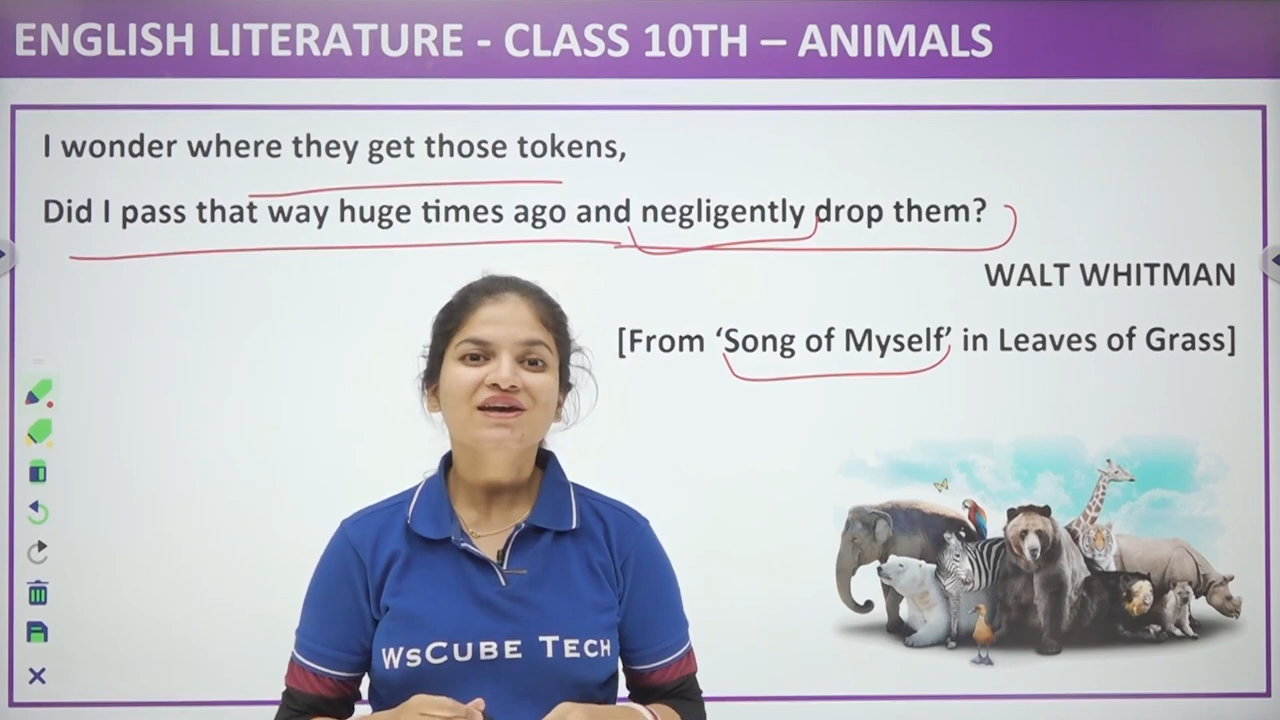 ENGLISH LITERATURE - CLASS 10TH – ANIMALS
I wonder where they get those tokens,
Did I pass that way huge times ago and negligently drop them?
WALT WHITMAN
[From ‘Song of Myself’ in Leaves of Grass]
WSCUBE TECH